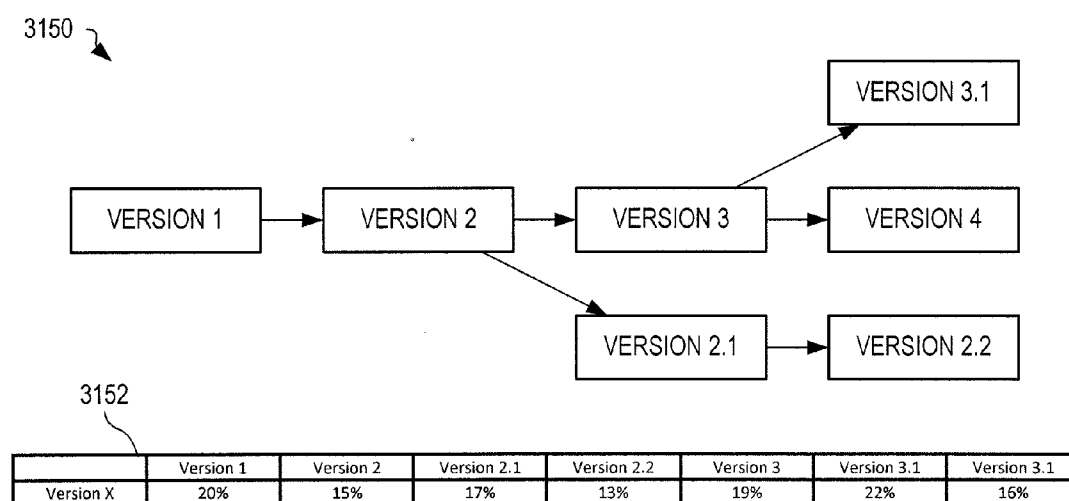 3150
VERSION 3.1
VERSION 1 VERSION 2 VERSION 3 VERSION 4
VERSION 2.1 VERSION 2.2
3152
Version 1 Version 2 Version 2.1 Version 2.2 Version 3 Version 3.1 Version 3.1
Version X 20% 15% 17% 13% 19% 22% 16%